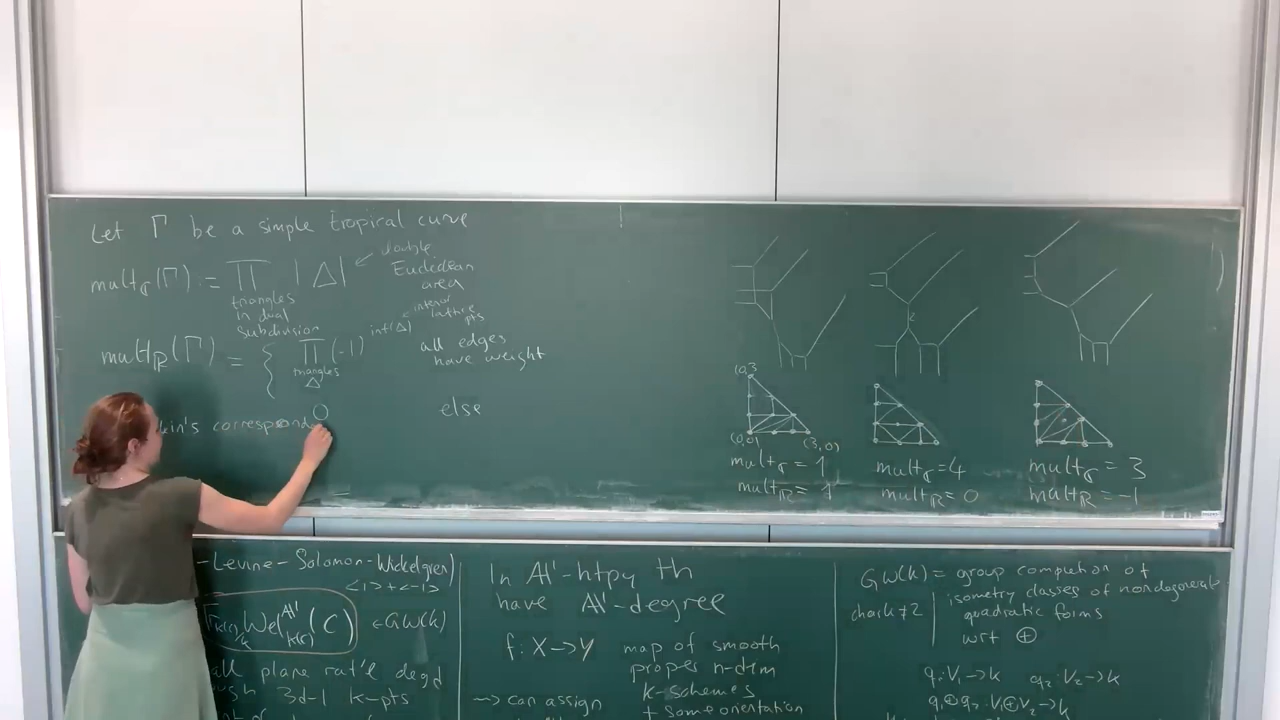 Let Γ be a simple tropical curve
mult_ℂ(Γ) := ∏ |Δ| ← double
Euclidean
area
triangles
in dual
subdivision
mult_ℝ(Γ) = { ∏ (-1)^int(Δ) ← interior
lattice
pts
triangles
Δ
all edges
have weight
0 else
kin's correspond
(0,3)
(0,0) (3,0)
mult_ℂ = 1
mult_ℝ = 1
2
mult_ℂ = 4
mult_ℝ = 0
mult_ℂ = 3
mult_ℝ = -1
-Levine-Solomon-Wickelgren)
<1>+<-1>
Wel^𝔸¹ (C) ∈ GW(k)
all plane rat'l deg d
3d-1 k-pts
In 𝔸¹-htpy th
have 𝔸¹-degree
f: X → Y map of smooth
proper n-dim
k-schemes
⇝ can assign + some orientation
GW(k) = group completion of
char k ≠ 2 isometry classes of nondegenerate
quadratic forms
wrt ⊕
q₁: V₁ → k q₂: V₂ → k
q₁⊕q₂: V₁⊕V₂ → k